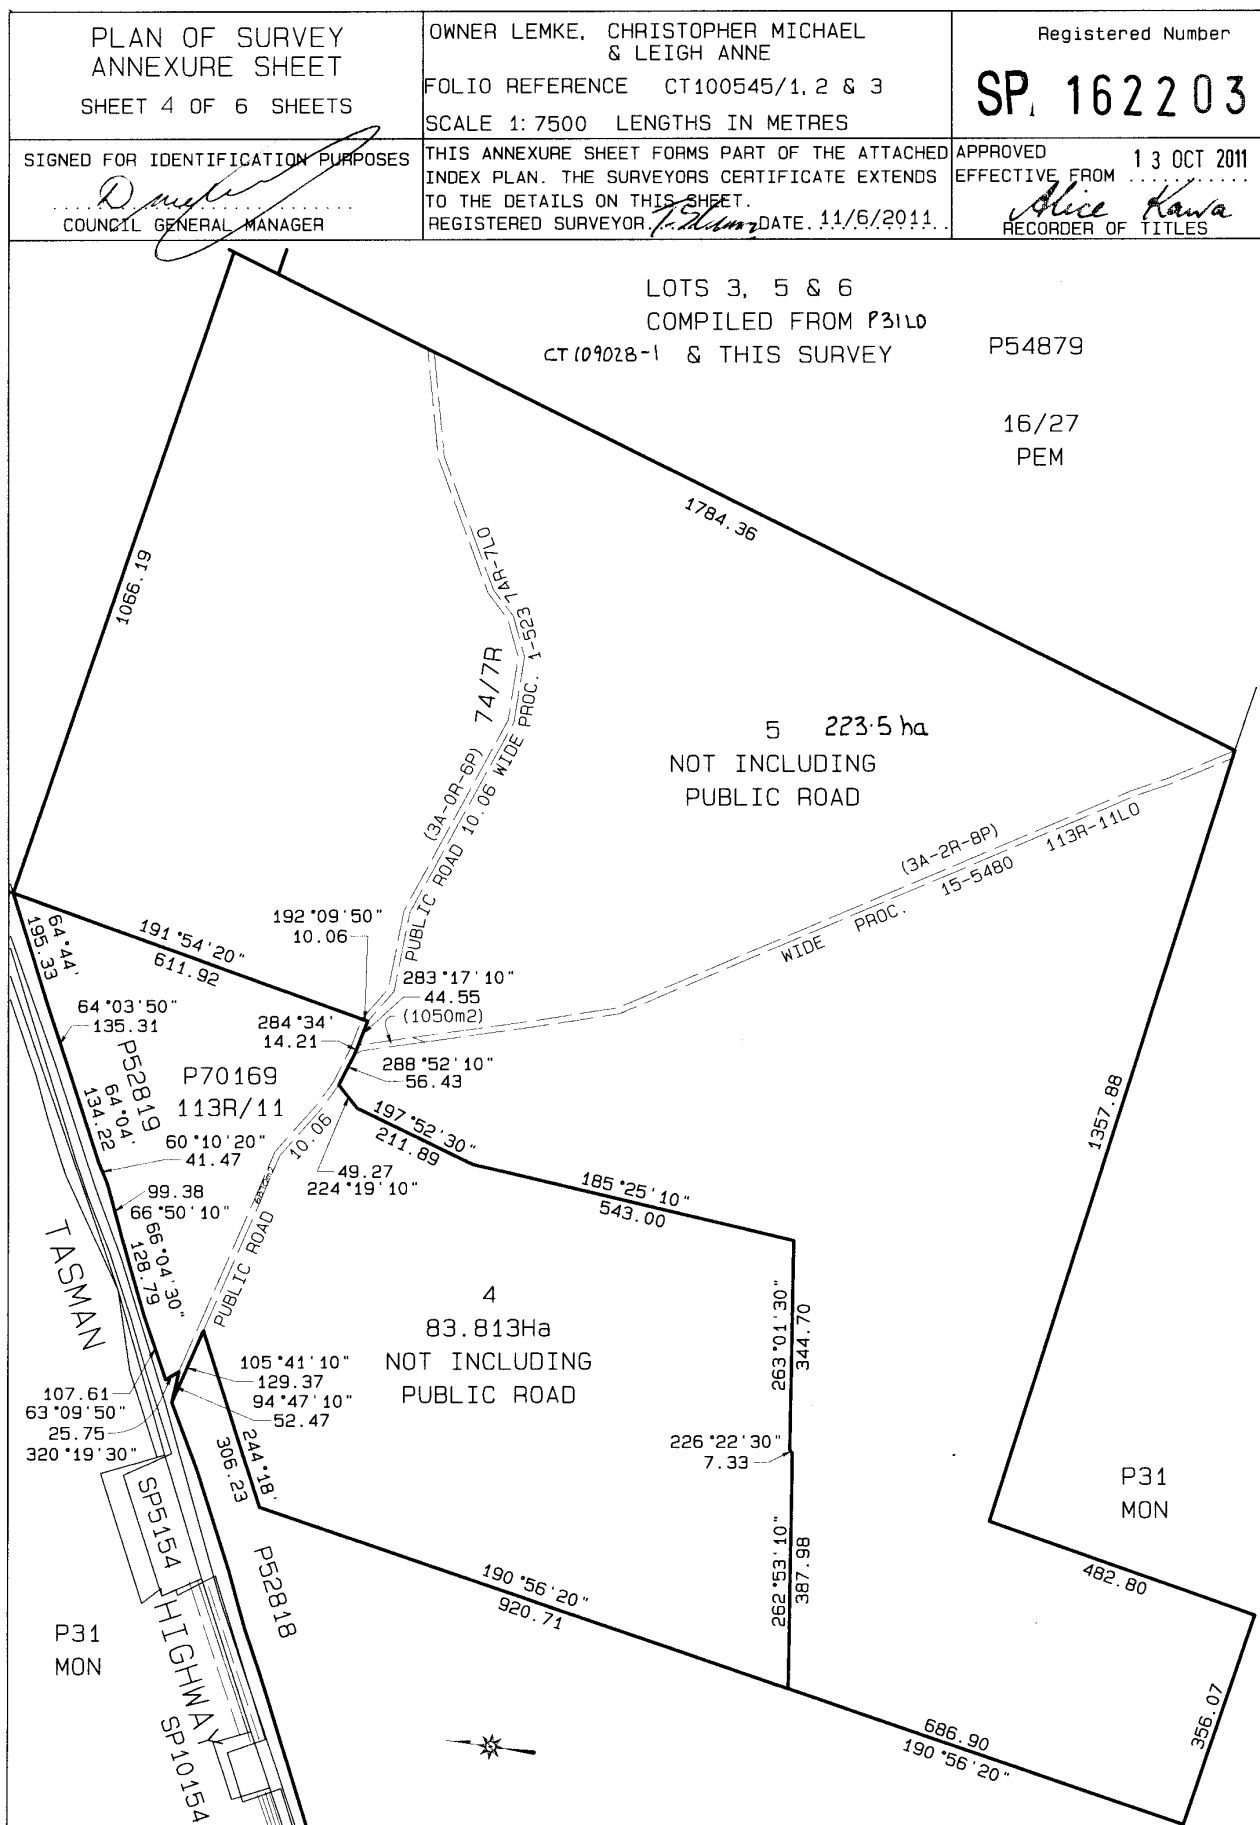 PLAN OF SURVEY
ANNEXURE SHEET
SHEET 4 OF 6 SHEETS
OWNER LEMKE, CHRISTOPHER MICHAEL
& LEIGH ANNE
FOLIO REFERENCE CT100545/1, 2 & 3
SCALE 1: 7500 LENGTHS IN METRES
Registered Number
SP. 162203
SIGNED FOR IDENTIFICATION PURPOSES
COUNCIL GENERAL MANAGER
THIS ANNEXURE SHEET FORMS PART OF THE ATTACHED
INDEX PLAN. THE SURVEYORS CERTIFICATE EXTENDS
TO THE DETAILS ON THIS SHEET.
REGISTERED SURVEYOR DATE. 11/6/2011
APPROVED
EFFECTIVE FROM 13 OCT 2011
Alice Kawa
RECORDER OF TITLES
LOTS 3, 5 & 6
COMPILED FROM P31LO
CT109028-1 & THIS SURVEY
P54879
16/27
PEM
1784.36
1066.19
74/7R
(3A-0R-6P)
PUBLIC ROAD 10.06 WIDE PROC. 1-523 74R-7LO
5 223.5 ha
NOT INCLUDING
PUBLIC ROAD
(3A-2R-8P)
WIDE PROC. 15-5480 113R-11LO
192°09'50"
10.06
191°54'20"
611.92
64°44'
195.33
283°17'10"
44.55
(1050m2)
64°03'50"
135.31
284°34'
14.21
288°52'10"
56.43
P52819
P70169
113R/11
64°04'
134.22
10.06
197°52'30"
211.89
1357.88
60°10'20"
41.47
49.27
224°19'10"
99.38
66°50'10"
185°25'10"
543.00
66°04'30"
128.79
PUBLIC ROAD
TASMAN
4
83.813Ha
NOT INCLUDING
PUBLIC ROAD
263°01'30"
344.70
105°41'10"
129.37
94°47'10"
52.47
107.61
63°09'50"
25.75
320°19'30"
244°18'
306.23
226°22'30"
7.33
P31
MON
SP5154
P52818
190°56'20"
920.71
262°53'10"
387.98
482.80
P31
MON
HIGHWAY
SP10154
686.90
190°56'20"
356.07